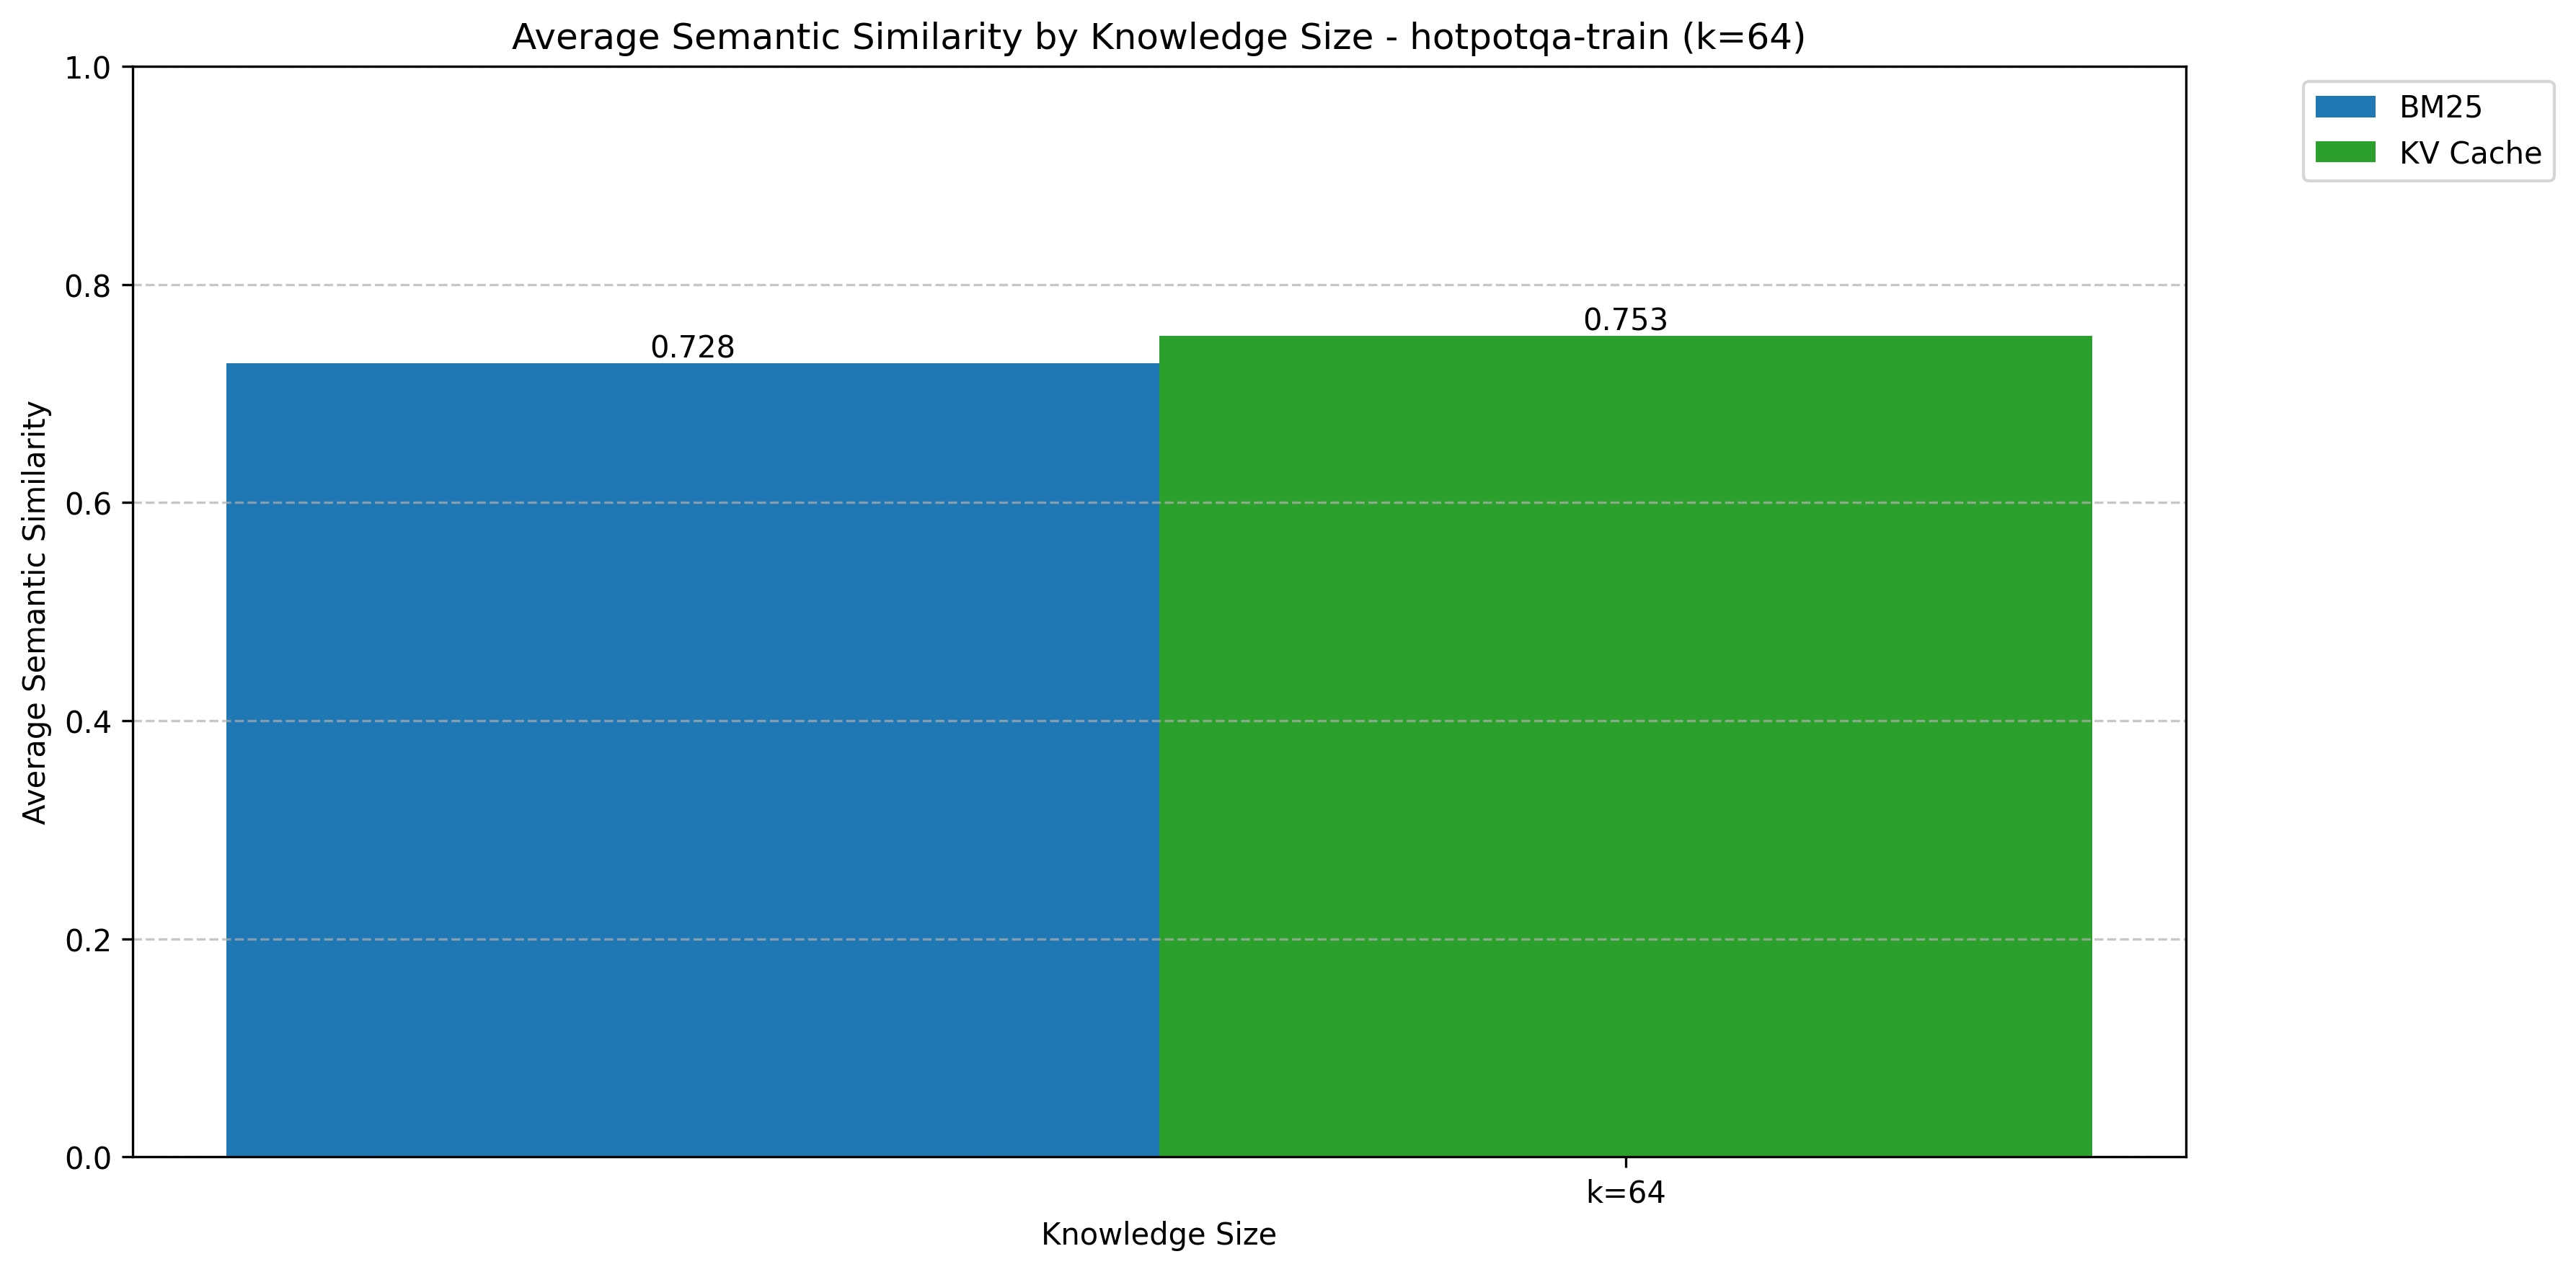 Average Semantic Similarity by Knowledge Size - hotpotqa-train (k=64)
BM25
KV Cache
Average Semantic Similarity
1.0
0.8
0.6
0.4
0.2
0.0
0.728
0.753
k=64
Knowledge Size